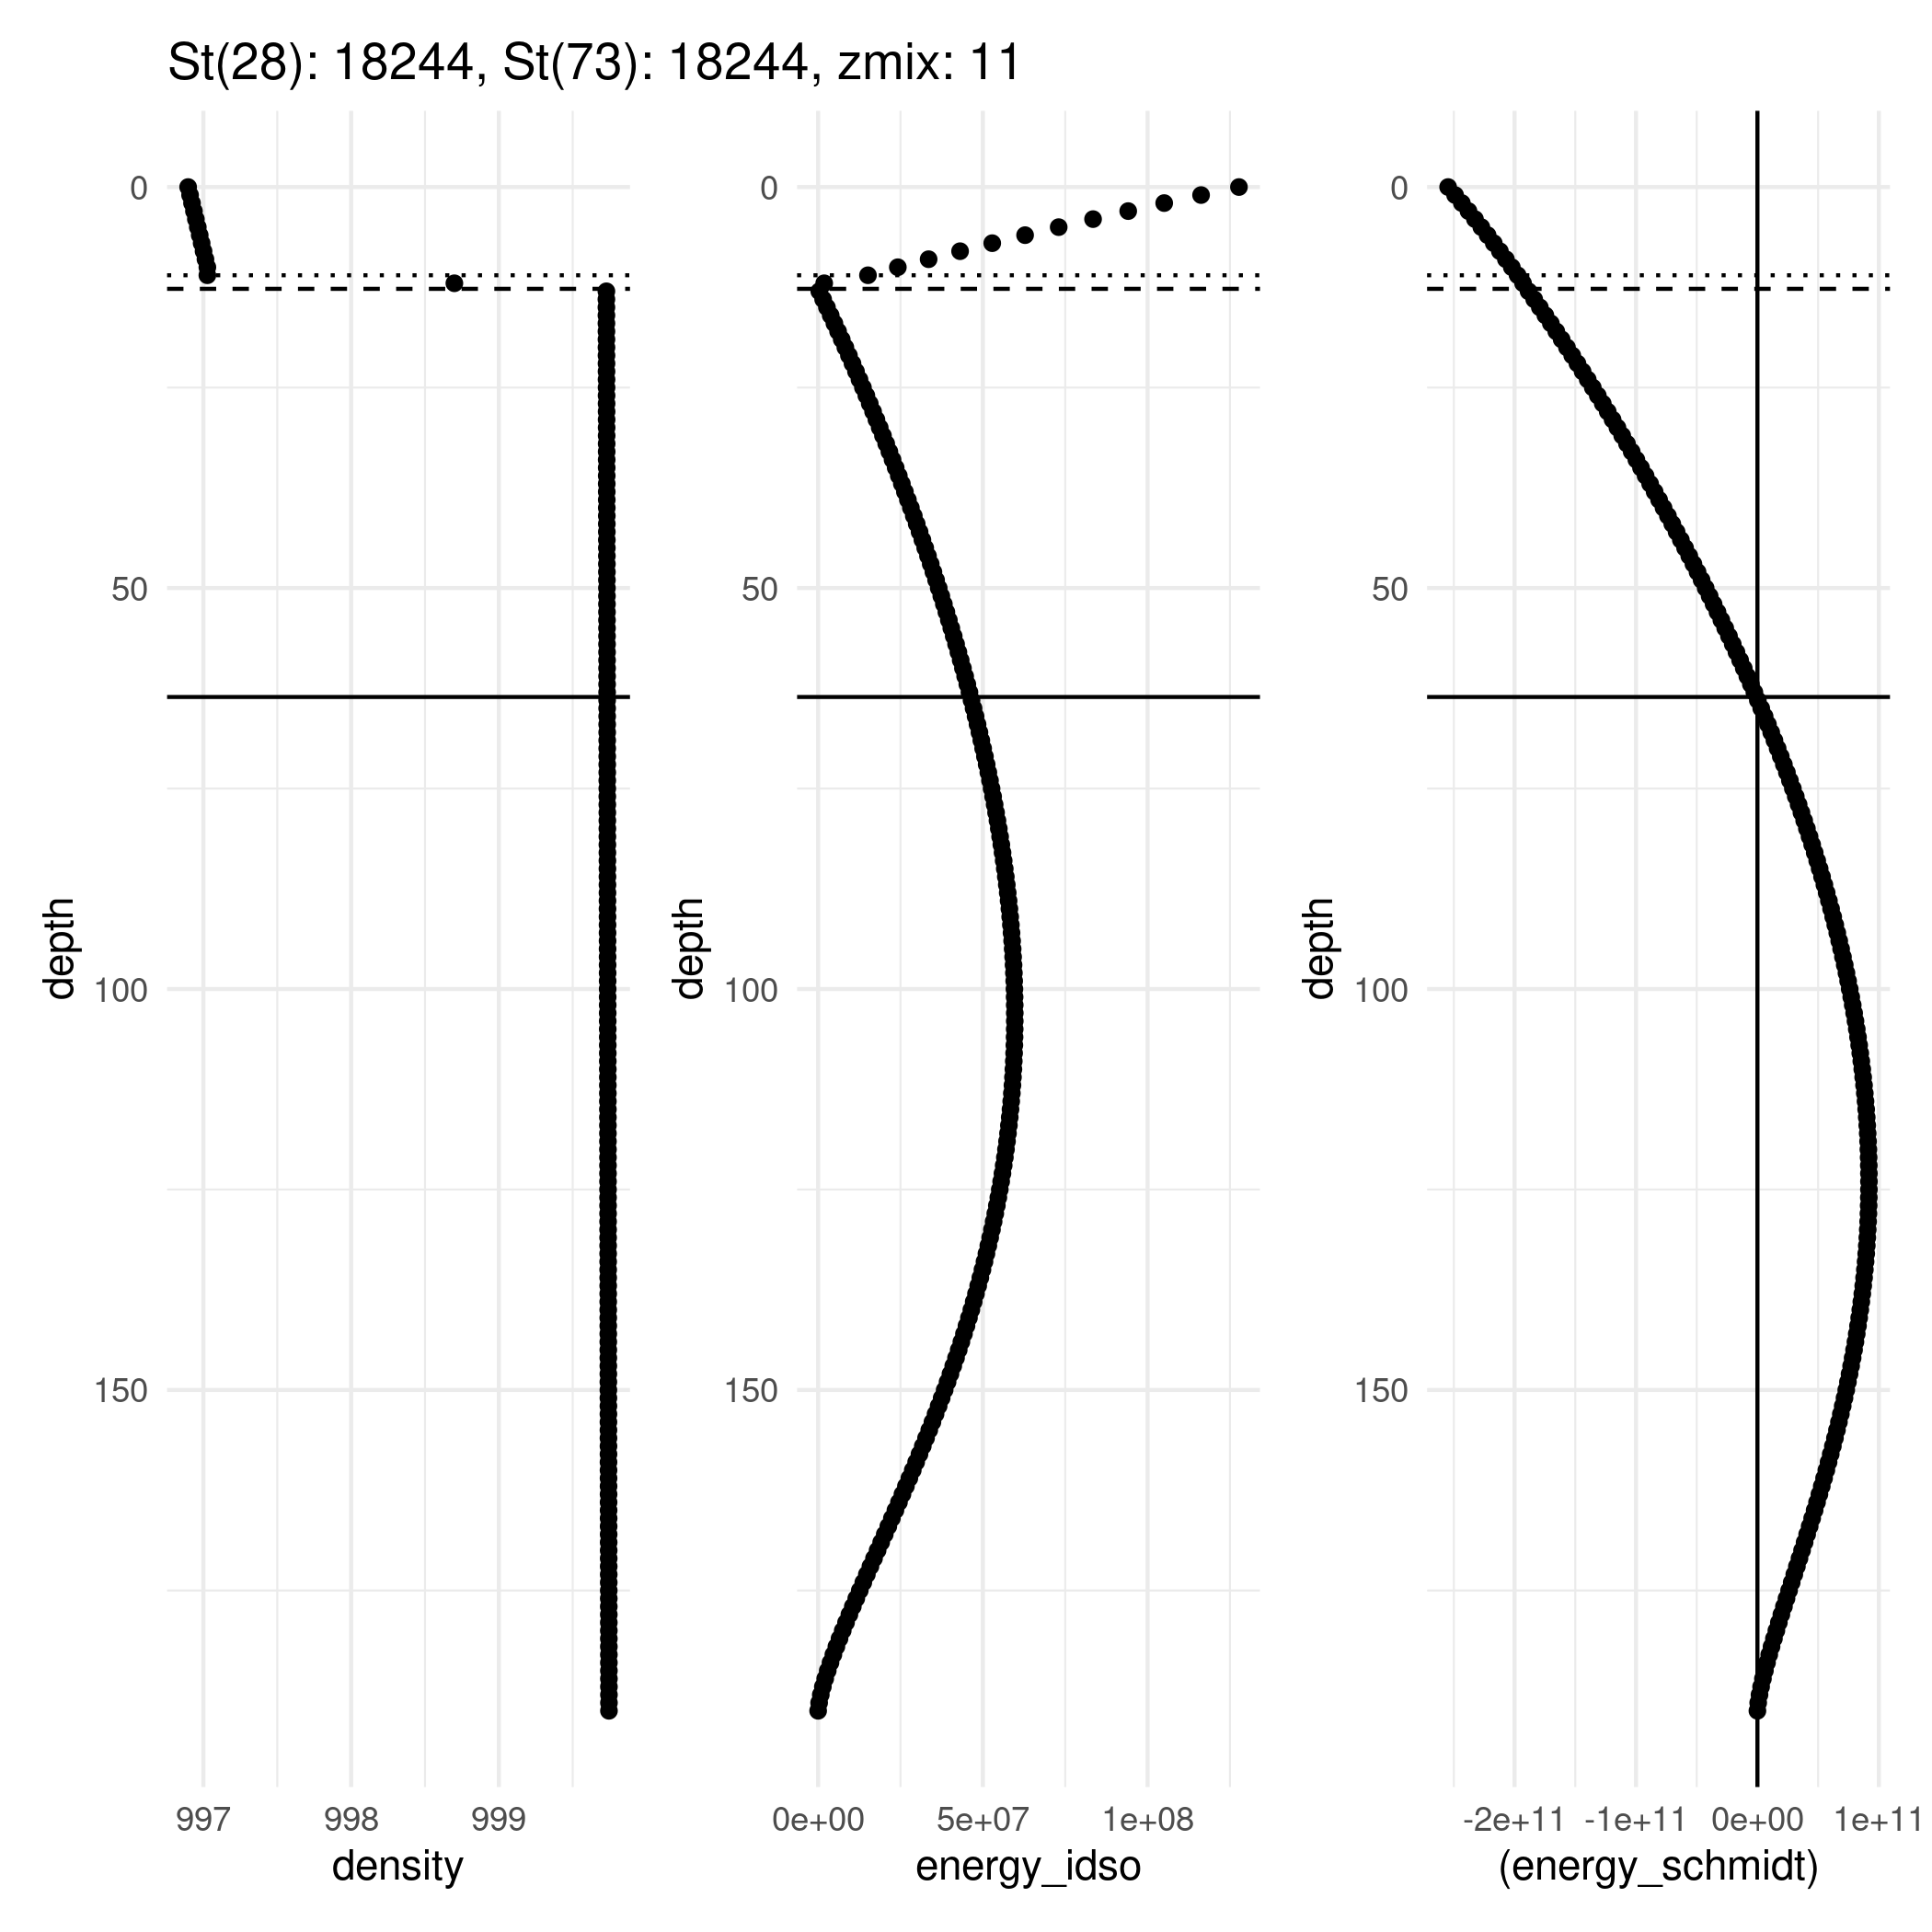 St(28): 18244, St(73): 18244, zmix: 11
0
50
100
150
depth
997 998 999
density
0
50
100
150
depth
0e+00 5e+07 1e+08
energy_idso
0
50
100
150
depth
-2e+11 -1e+11 0e+00 1e+11
(energy_schmidt)